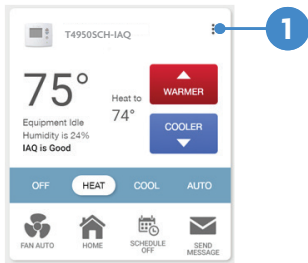 T4950SCH-IAQ
1
75°
Heat to
74°
WARMER
COOLER
Equipment Idle
Humidity is 24%
IAQ is Good
OFF HEAT COOL AUTO
FAN AUTO
HOME
SCHEDULE
OFF
SEND
MESSAGE